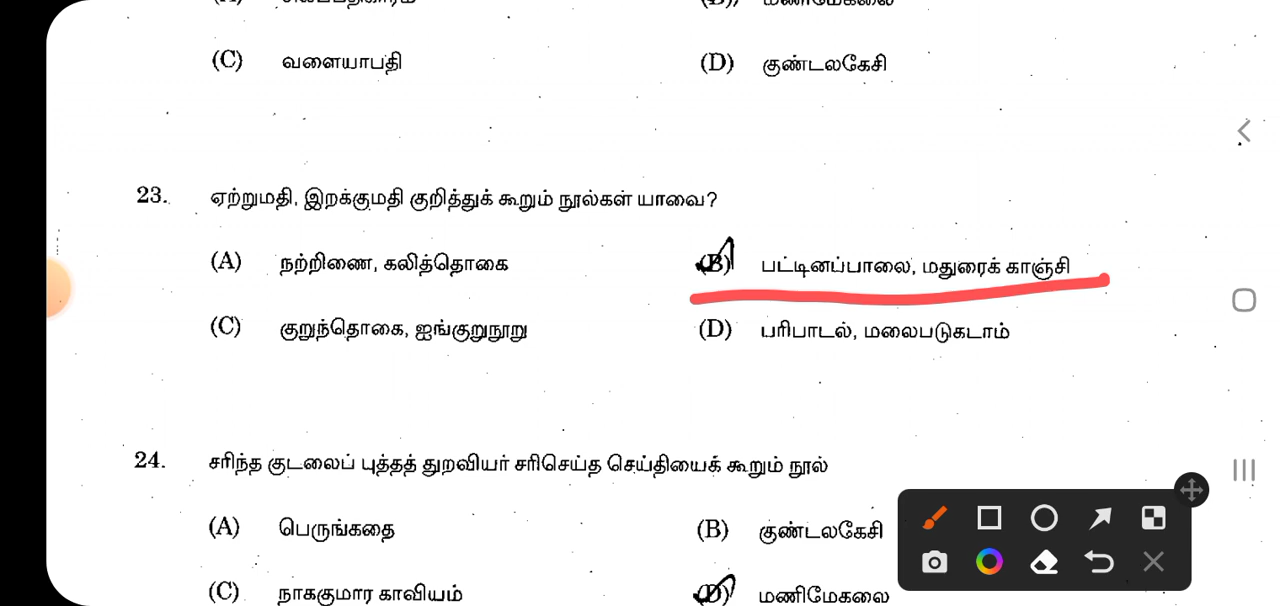 (C) வளையாபதி (D) குண்டலகேசி
23. ஏற்றுமதி, இறக்குமதி குறித்துக் கூறும் நூல்கள் யாவை?
(A) நற்றிணை, கலித்தொகை (B) பட்டினப்பாலை, மதுரைக் காஞ்சி
(C) குறுந்தொகை, ஐங்குறுநூறு (D) பரிபாடல், மலைபடுகடாம்
24. சரிந்த குடலைப் புத்தத் துறவியர் சரிசெய்த செய்தியைக் கூறும் நூல்
(A) பெருங்கதை (B) குண்டலகேசி
(C) நாககுமார காவியம் (D) மணிமேகலை